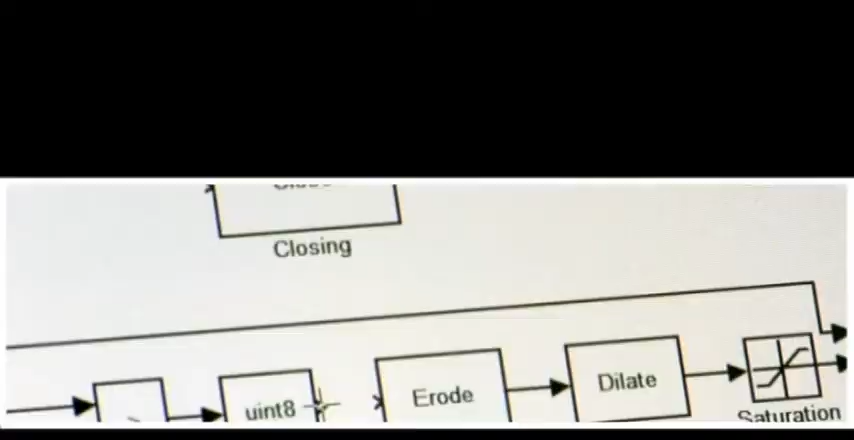 Closing
uint8
Erode
Dilate
Saturation